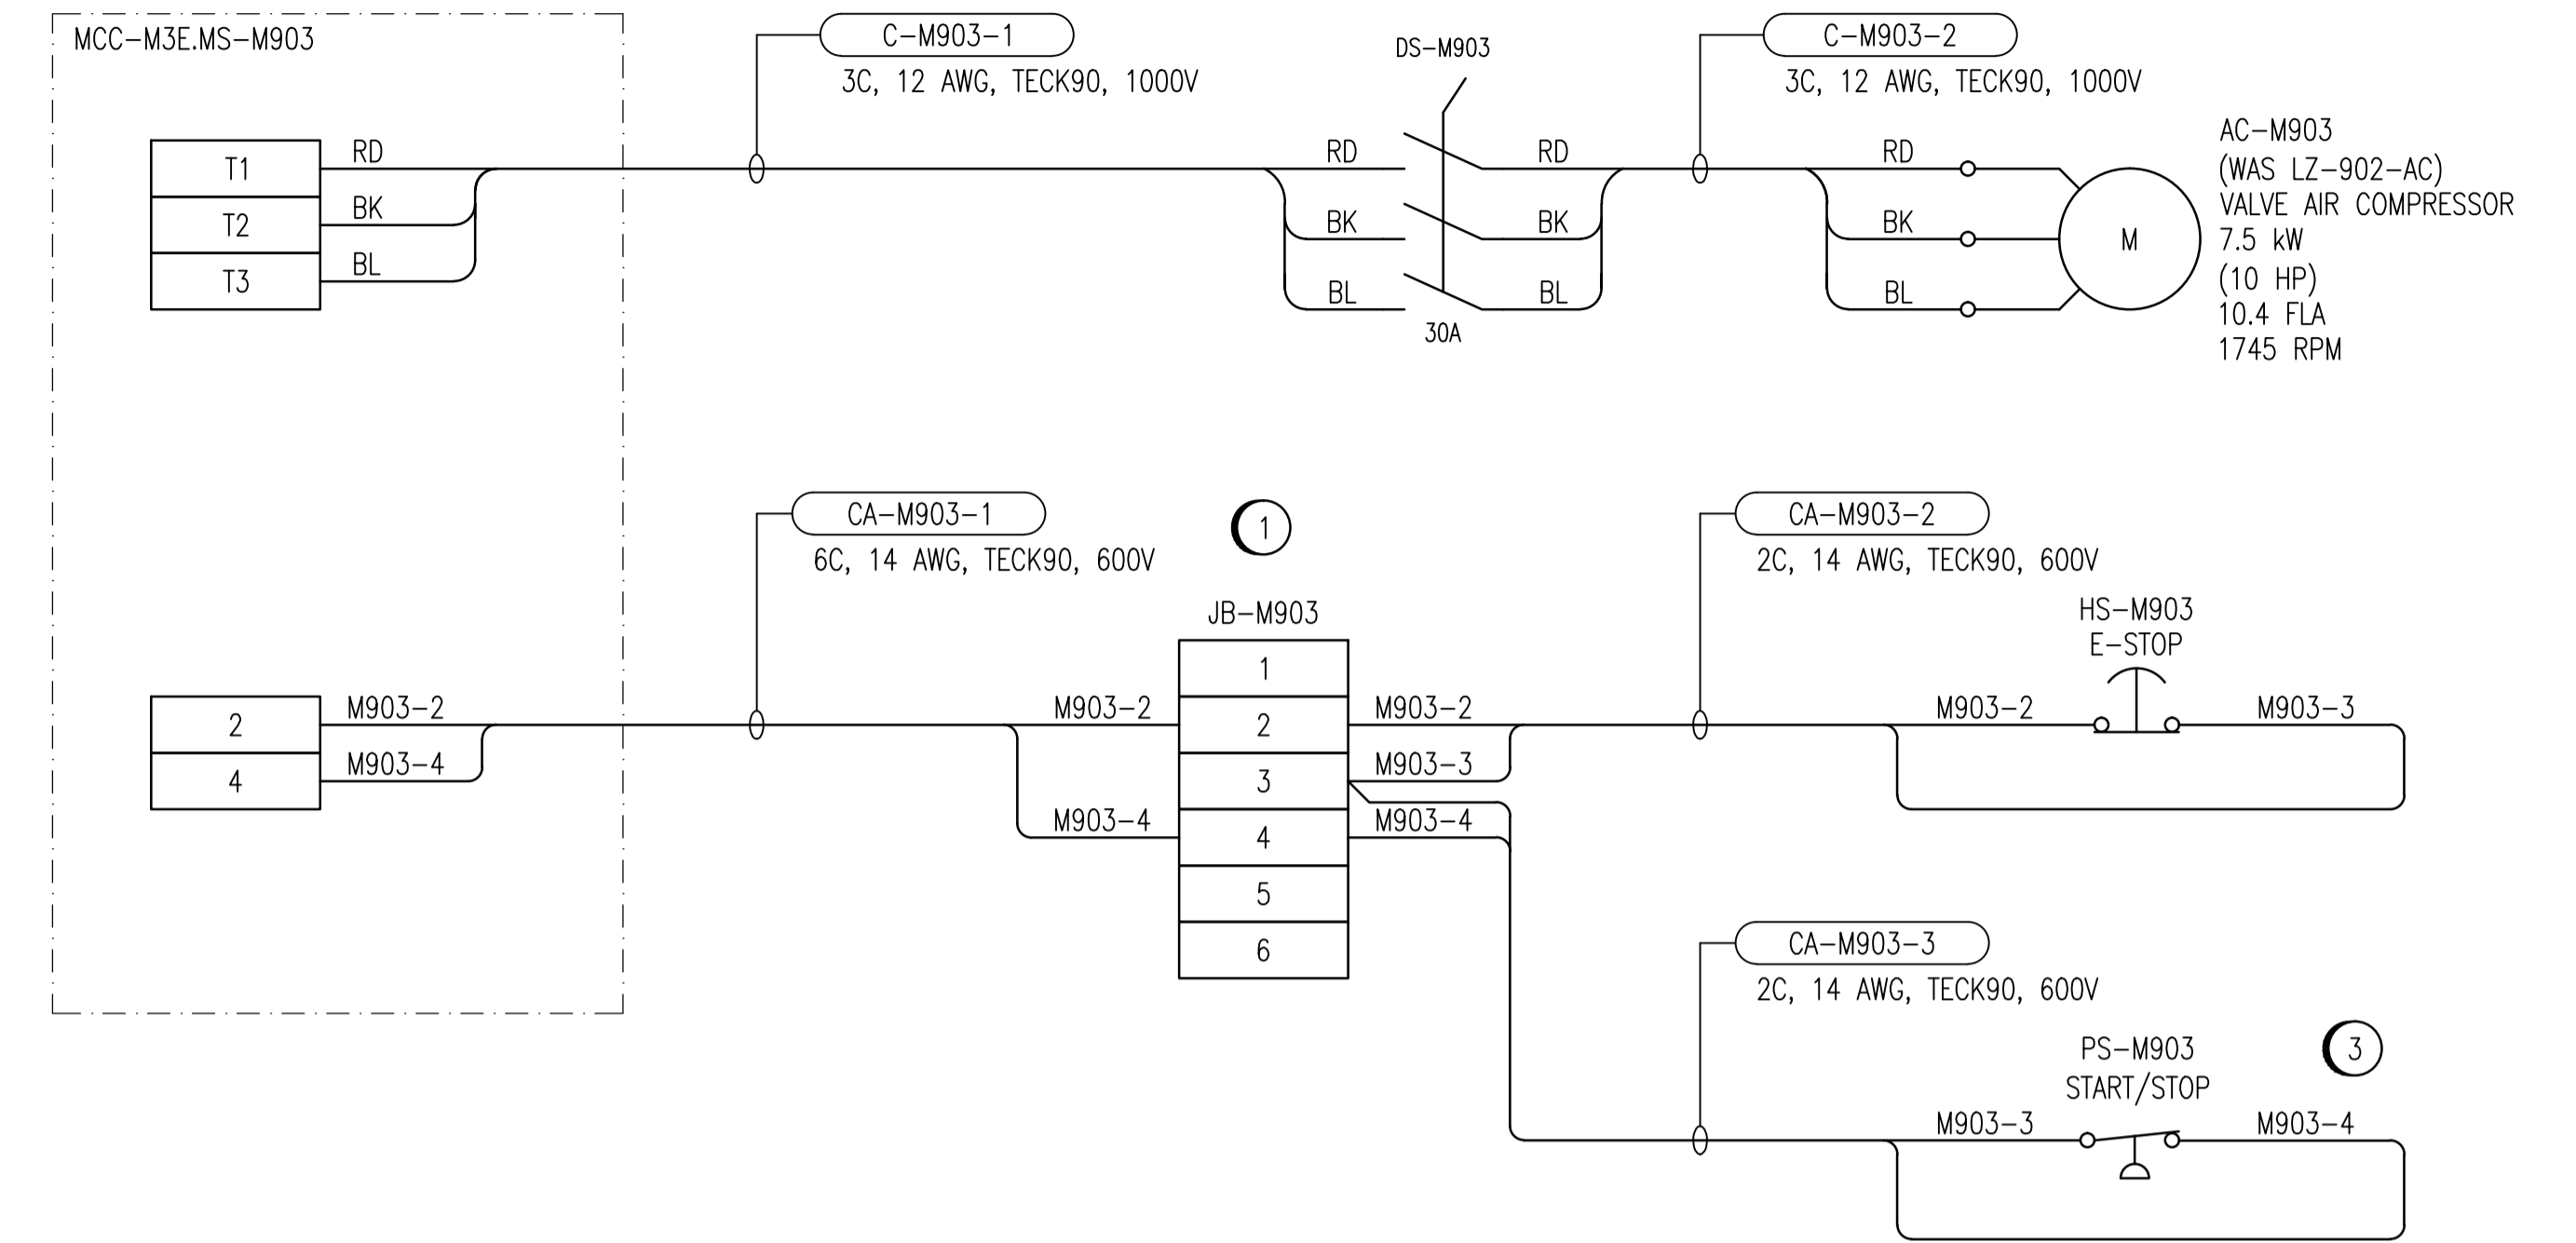 MCC-M3E.MS-M903
C-M903-1
3C, 12 AWG, TECK90, 1000V
DS-M903
C-M903-2
3C, 12 AWG, TECK90, 1000V
T1
T2
T3
RD
BK
BL
RD
BK
BL
30A
RD
BK
BL
RD
BK
BL
M
AC-M903
(WAS LZ-902-AC)
VALVE AIR COMPRESSOR
7.5 kW
(10 HP)
10.4 FLA
1745 RPM
CA-M903-1
6C, 14 AWG, TECK90, 600V
1
CA-M903-2
2C, 14 AWG, TECK90, 600V
2
4
M903-2
M903-4
M903-2
M903-4
JB-M903
1
2
3
4
5
6
M903-2
M903-3
M903-4
HS-M903
E-STOP
M903-2
M903-3
CA-M903-3
2C, 14 AWG, TECK90, 600V
PS-M903
START/STOP
3
M903-3
M903-4